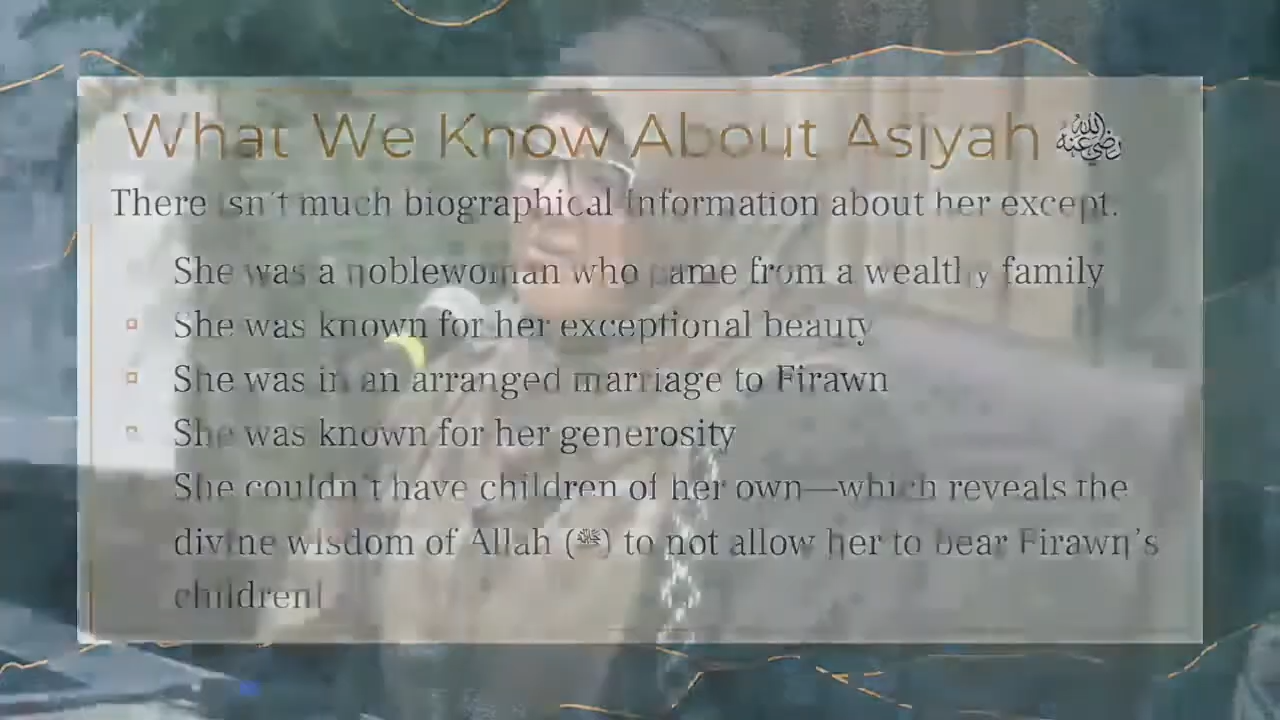 What We Know About Asiyah رضي الله عنه
There isn't much biographical information about her except:
She was a noblewoman who came from a wealthy family
▫ She was known for her exceptional beauty
▫ She was in an arranged marriage to Firawn
▫ She was known for her generosity
She couldn't have children of her own—which reveals the
divine wisdom of Allah (ﷻ) to not allow her to bear Firawn's
children!